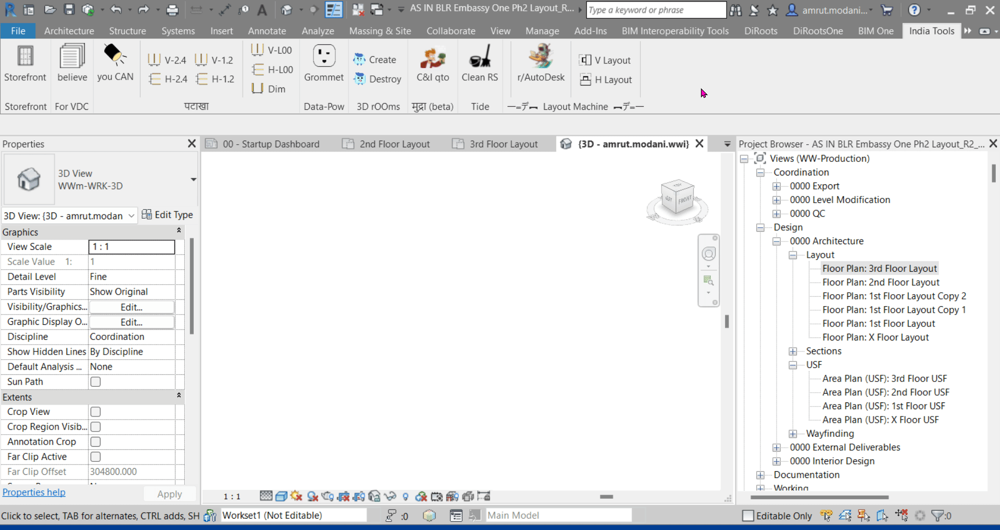 AS IN BLR Embassy One Ph2 Layout_R...
Type a keyword or phrase
amrut.modani...
File Architecture Structure Systems Insert Annotate Analyze Massing & Site Collaborate View Manage Add-Ins BIM Interoperability Tools DiRoots DiRootsOne BIM One India Tools
Storefront
believe
you CAN
V-2.4 V-1.2
H-2.4 H-1.2
V-L00
H-L00
Dim
Grommet
Create
Destroy
C&I qto
Clean RS
r/AutoDesk
V Layout
H Layout
Storefront For VDC पटाखा Data-Pow 3D rOOms मुद्रा (beta) Tide Layout Machine
Properties
3D View
WWm-WRK-3D
3D View: {3D - amrut.modan Edit Type
Graphics
View Scale 1 : 1
Scale Value 1: 1
Detail Level Fine
Parts Visibility Show Original
Visibility/Graphics... Edit...
Graphic Display O... Edit...
Discipline Coordination
Show Hidden Lines By Discipline
Default Analysis ... None
Sun Path
Extents
Crop View
Crop Region Visib...
Annotation Crop
Far Clip Active
Far Clip Offset 304800.000
Properties help Apply
00 - Startup Dashboard 2nd Floor Layout 3rd Floor Layout {3D - amrut.modani.wwi}
LEFT FRONT
1 : 1
Project Browser - AS IN BLR Embassy One Ph2 Layout_R2_...
Views (WW-Production)
Coordination
0000 Export
0000 Level Modification
0000 QC
Design
0000 Architecture
Layout
Floor Plan: 3rd Floor Layout
Floor Plan: 2nd Floor Layout
Floor Plan: 1st Floor Layout Copy 2
Floor Plan: 1st Floor Layout Copy 1
Floor Plan: 1st Floor Layout
Floor Plan: X Floor Layout
Sections
USF
Area Plan (USF): 3rd Floor USF
Area Plan (USF): 2nd Floor USF
Area Plan (USF): 1st Floor USF
Area Plan (USF): X Floor USF
Wayfinding
0000 External Deliverables
0000 Interior Design
Documentation
Working
Click to select, TAB for alternates, CTRL adds, SH Workset1 (Not Editable) :0 Main Model Editable Only :0